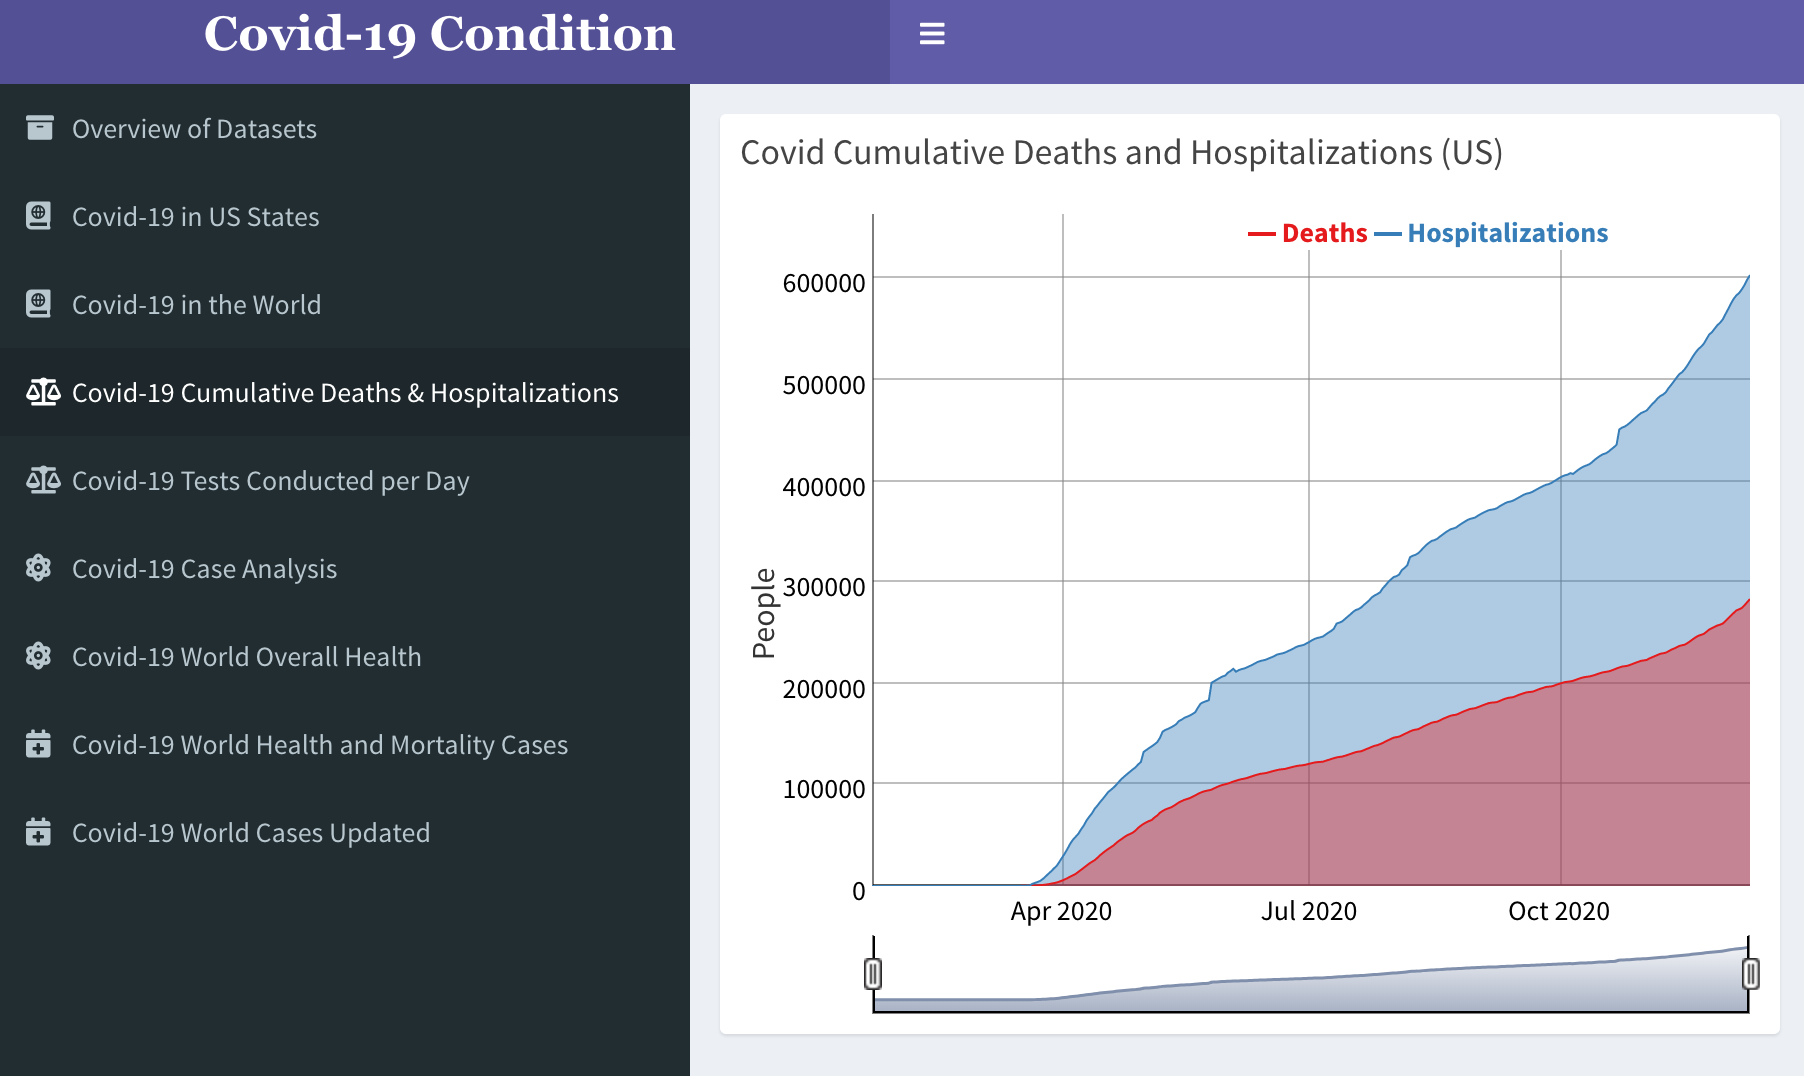 Covid-19 Condition
Overview of Datasets
Covid-19 in US States
Covid-19 in the World
Covid-19 Cumulative Deaths & Hospitalizations
Covid-19 Tests Conducted per Day
Covid-19 Case Analysis
Covid-19 World Overall Health
Covid-19 World Health and Mortality Cases
Covid-19 World Cases Updated
Covid Cumulative Deaths and Hospitalizations (US)
Deaths Hospitalizations
600000
500000
400000
300000
200000
100000
0
People
Apr 2020 Jul 2020 Oct 2020